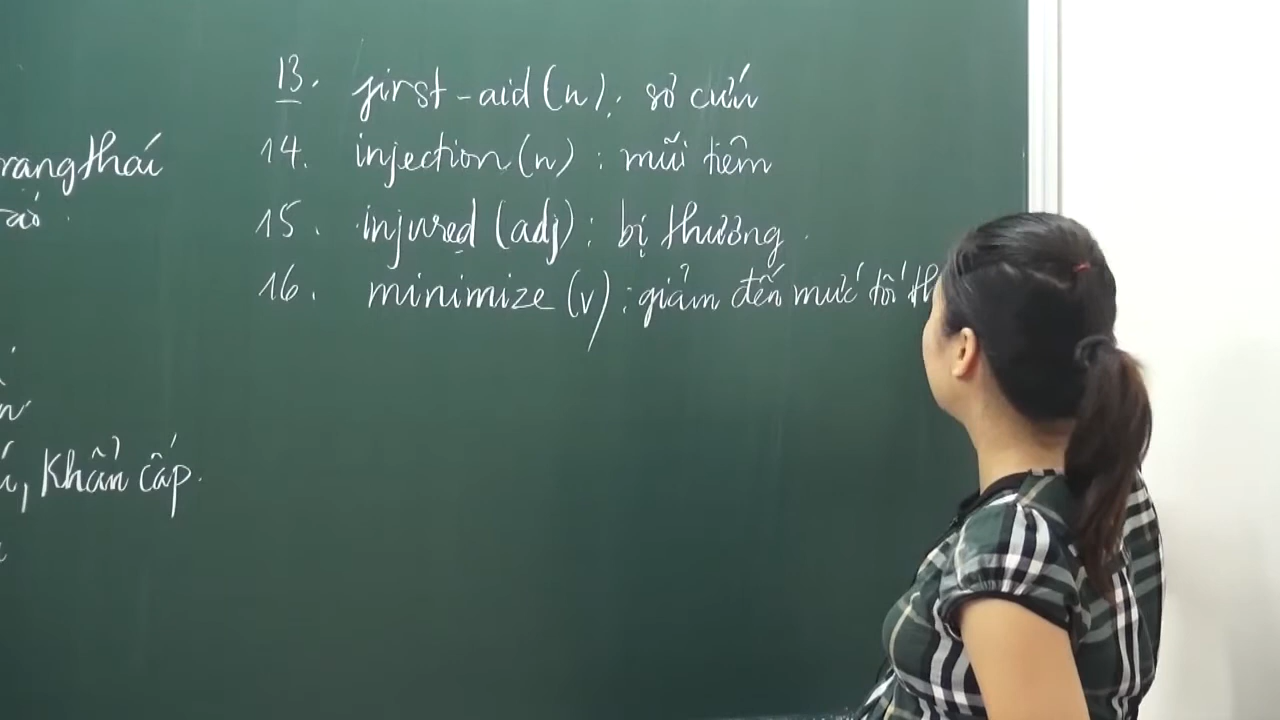 13. first-aid (n): sơ cứu
14. injection (n): mũi tiêm
15. injured (adj): bị thương.
16. minimize (v): giảm đến mức tối
thái
khẩn cấp.